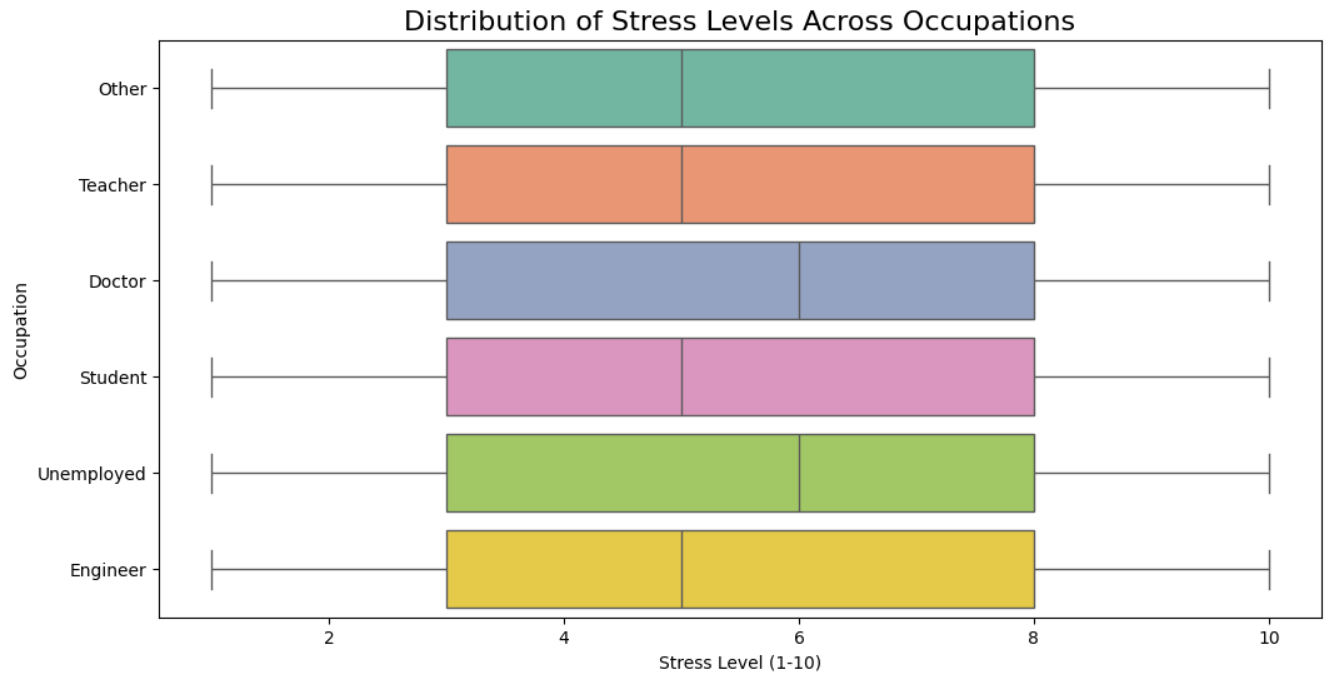 Distribution of Stress Levels Across Occupations
Occupation
Other
Teacher
Doctor
Student
Unemployed
Engineer
2 4 6 8 10
Stress Level (1-10)